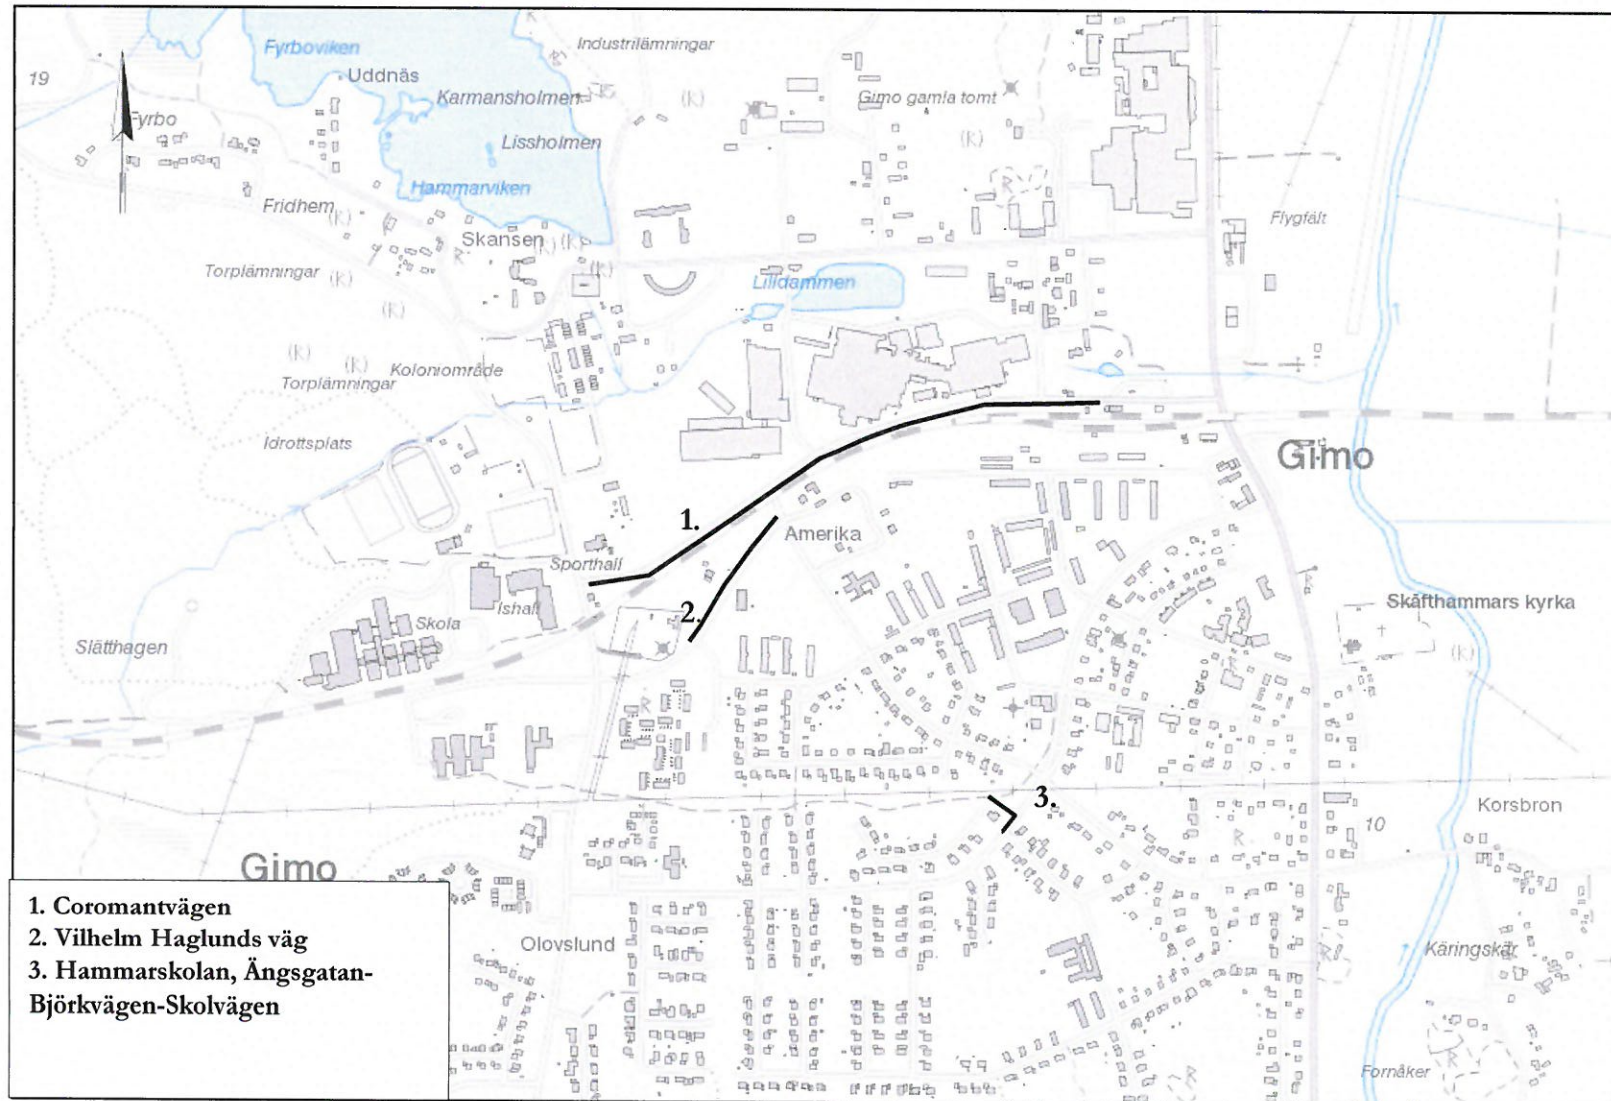 Fyrboviken
Industrilämningar
19
Uddnäs
Karmansholmen
(K)
Gimo gamla tomt
Fyrbo
Lissholmen
(K)
R
Hammarviken
Fridhem
(K)
Flygfält
Skansen
(K)
(K)
R
(K)
Torplämningar
(K)
Lilldammen
(K)
(K)
(K)
Koloniområde
Torplämningar
Idrottsplats
Gimo
1.
Amerika
Sporthall
Ishall
2.
Skola
Skäfthammars kyrka
Slätthagen
(K)
R
R
3.
Korsbron
10
R
Gimo
1. Coromantvägen
2. Vilhelm Haglunds väg
3. Hammarskolan, Ängsgatan-
Björkvägen-Skolvägen
Olovslund
R
Käringskär
R
R
Fornåker